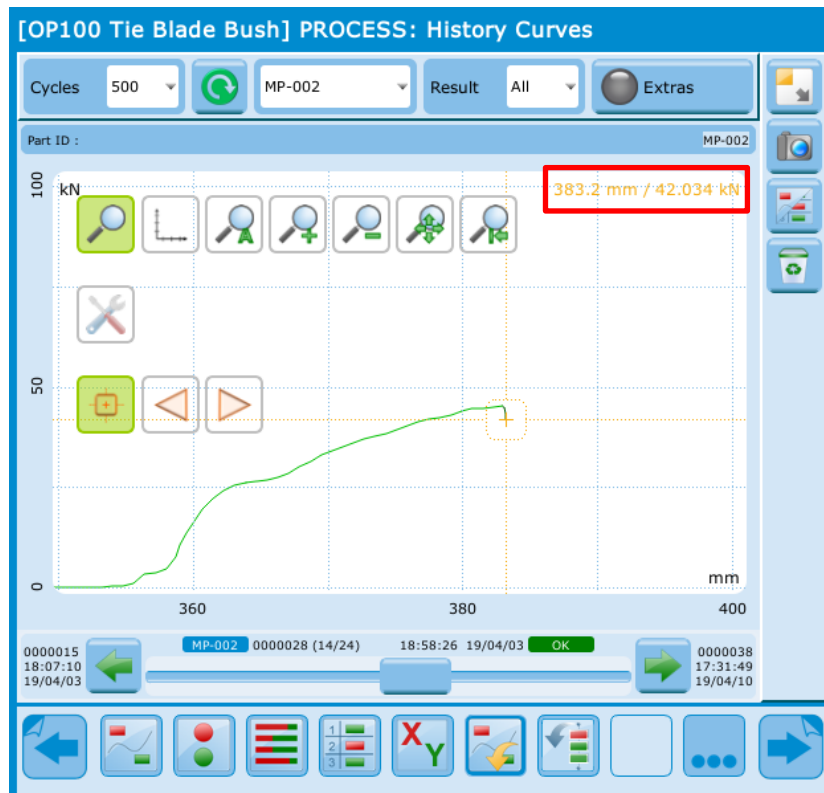 [OP100 Tie Blade Bush] PROCESS: History Curves
Cycles 500 MP-002 Result All Extras
Part ID : MP-002
100 kN 383.2 mm / 42.034 kN
A
50
0 mm
360 380 400
0000015 MP-002 0000028 (14/24) 18:58:26 19/04/03 OK 0000038
18:07:10 17:31:49
19/04/03 19/04/10
1
2
3
X
Y